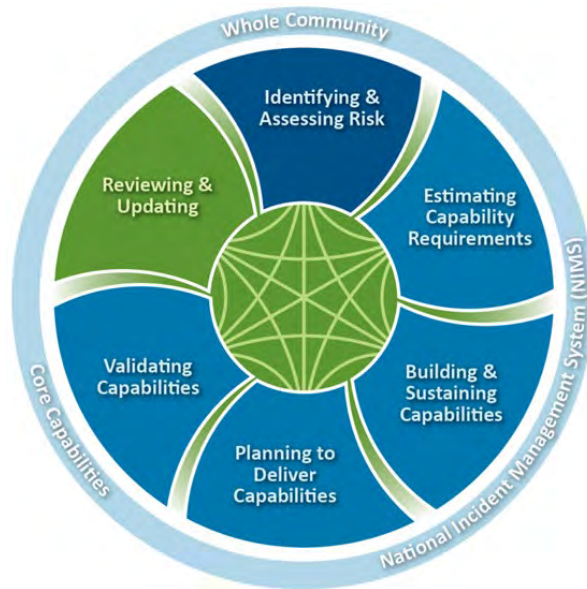 Whole Community
Identifying &
Assessing Risk
Estimating
Capability
Requirements
Building &
Sustaining
Capabilities
Planning to
Deliver
Capabilities
Validating
Capabilities
Reviewing &
Updating
National Incident Management System (NIMS)
Core Capabilities